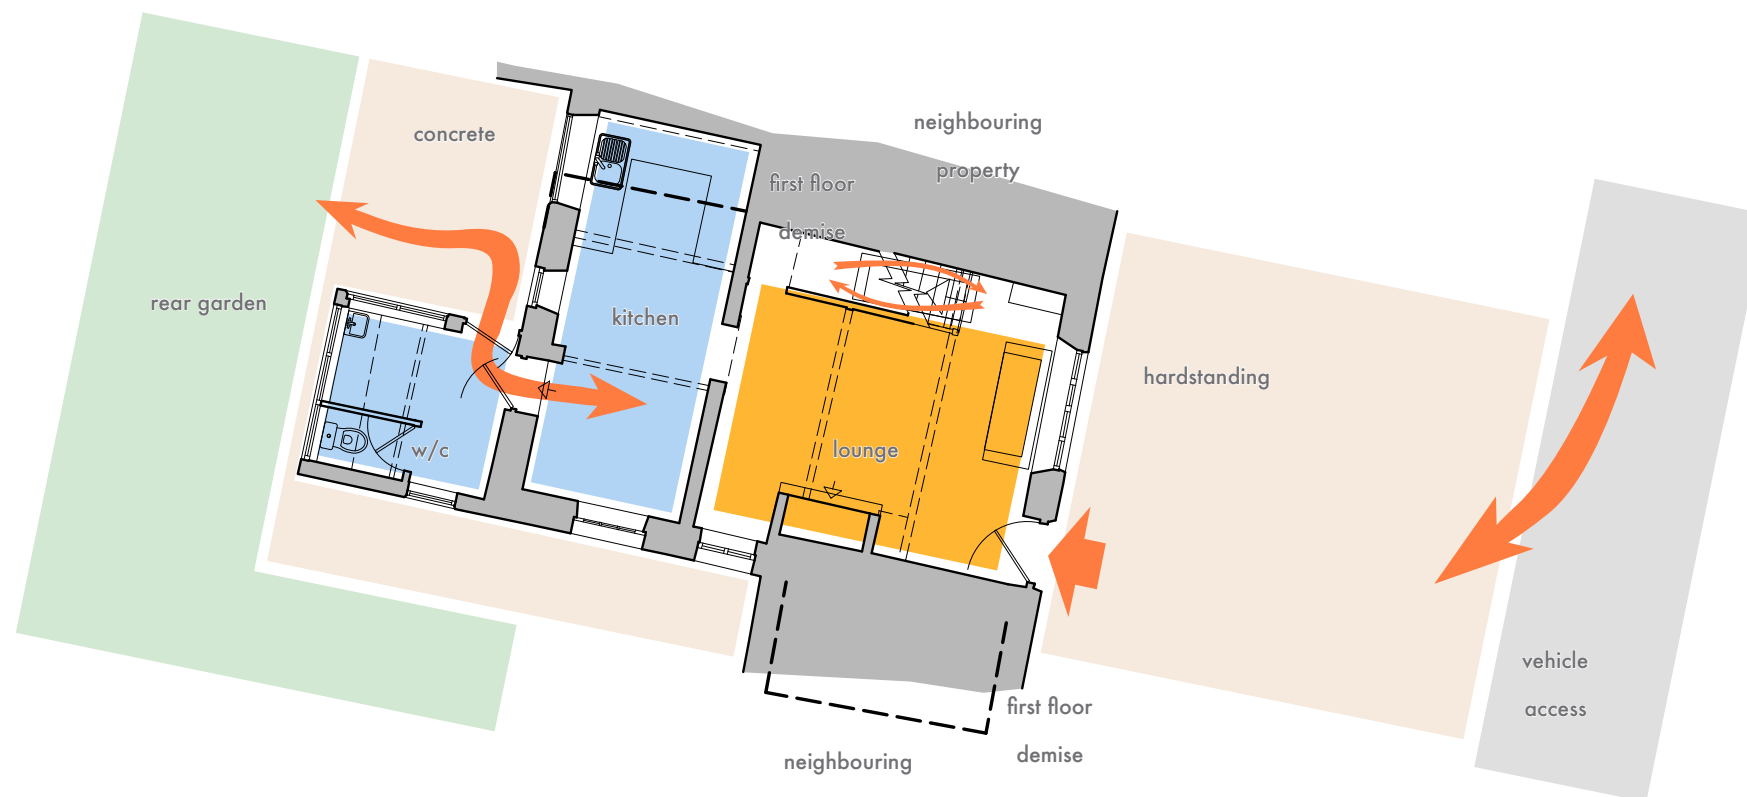 concrete
neighbouring
property
first floor
demise
rear garden
kitchen
hardstanding
w/c
lounge
vehicle
access
first floor
demise
neighbouring